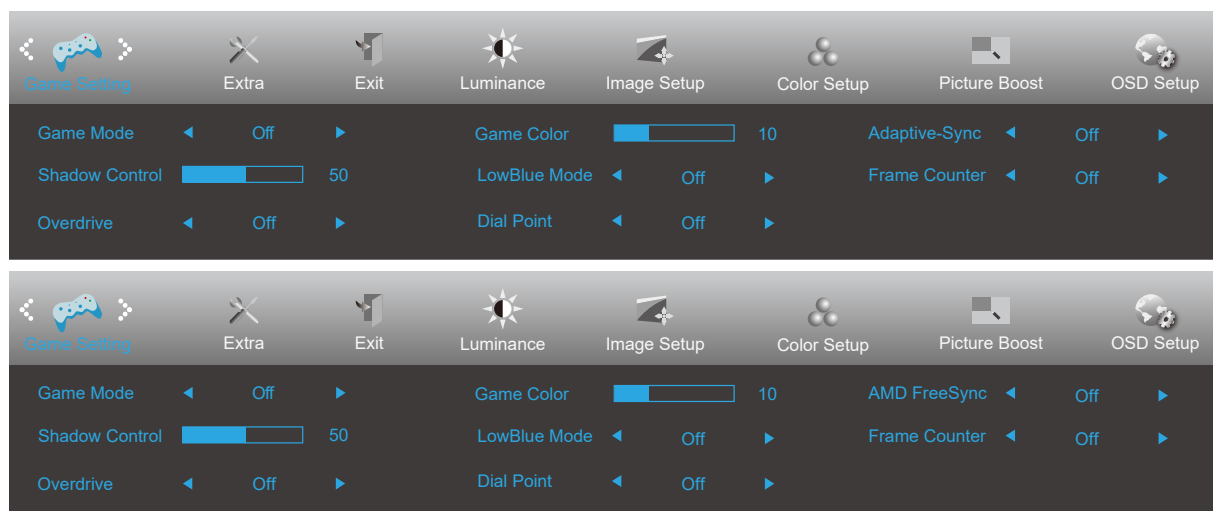 Game Setting Extra Exit Luminance Image Setup Color Setup Picture Boost OSD Setup
Game Mode Off Game Color 10 Adaptive-Sync Off
Shadow Control 50 LowBlue Mode Off Frame Counter Off
Overdrive Off Dial Point Off
Game Setting Extra Exit Luminance Image Setup Color Setup Picture Boost OSD Setup
Game Mode Off Game Color 10 AMD FreeSync Off
Shadow Control 50 LowBlue Mode Off Frame Counter Off
Overdrive Off Dial Point Off